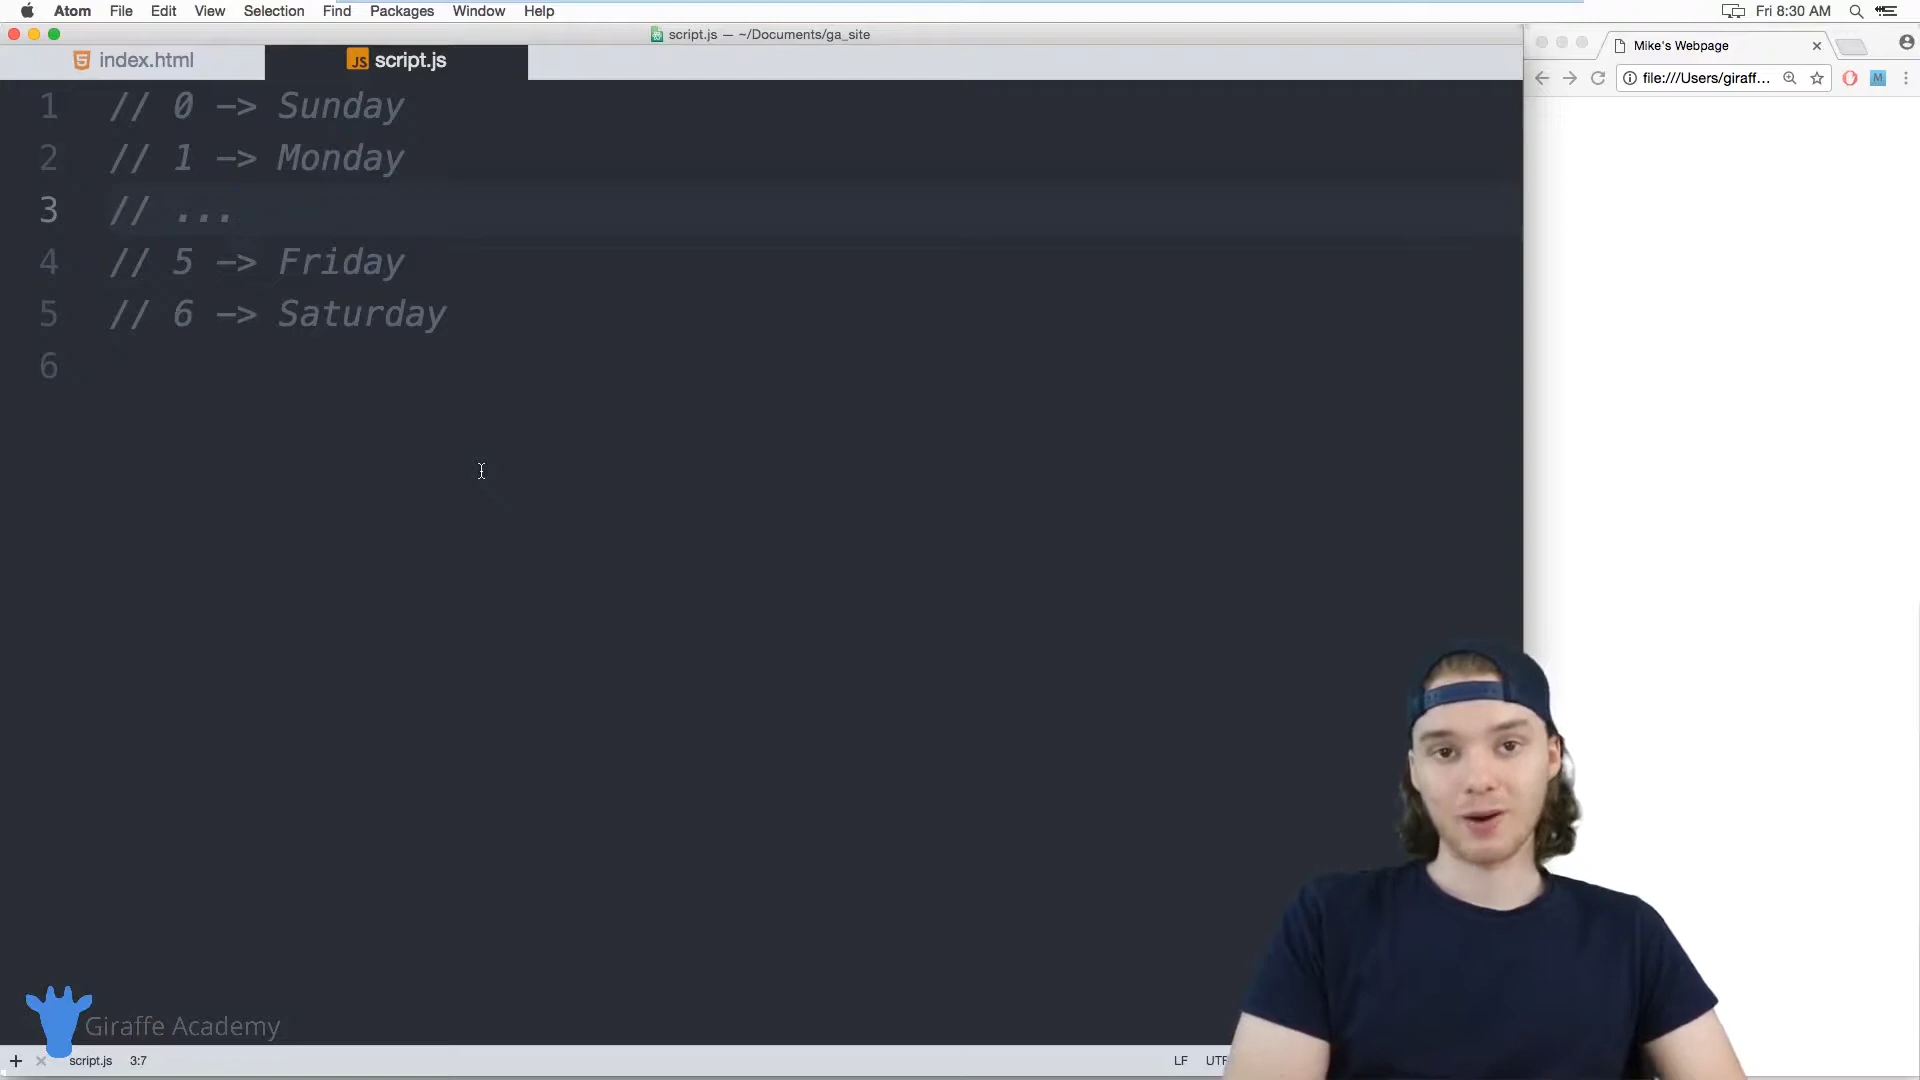 Atom File Edit View Selection Find Packages Window Help Fri 8:30 AM
script.js — ~/Documents/ga_site
index.html script.js
Mike's Webpage
file:///Users/giraff...
1 // 0 –> Sunday
2 // 1 –> Monday
3 // ...
4 // 5 –> Friday
5 // 6 –> Saturday
6
Giraffe Academy
script.js 3:7 LF UTF